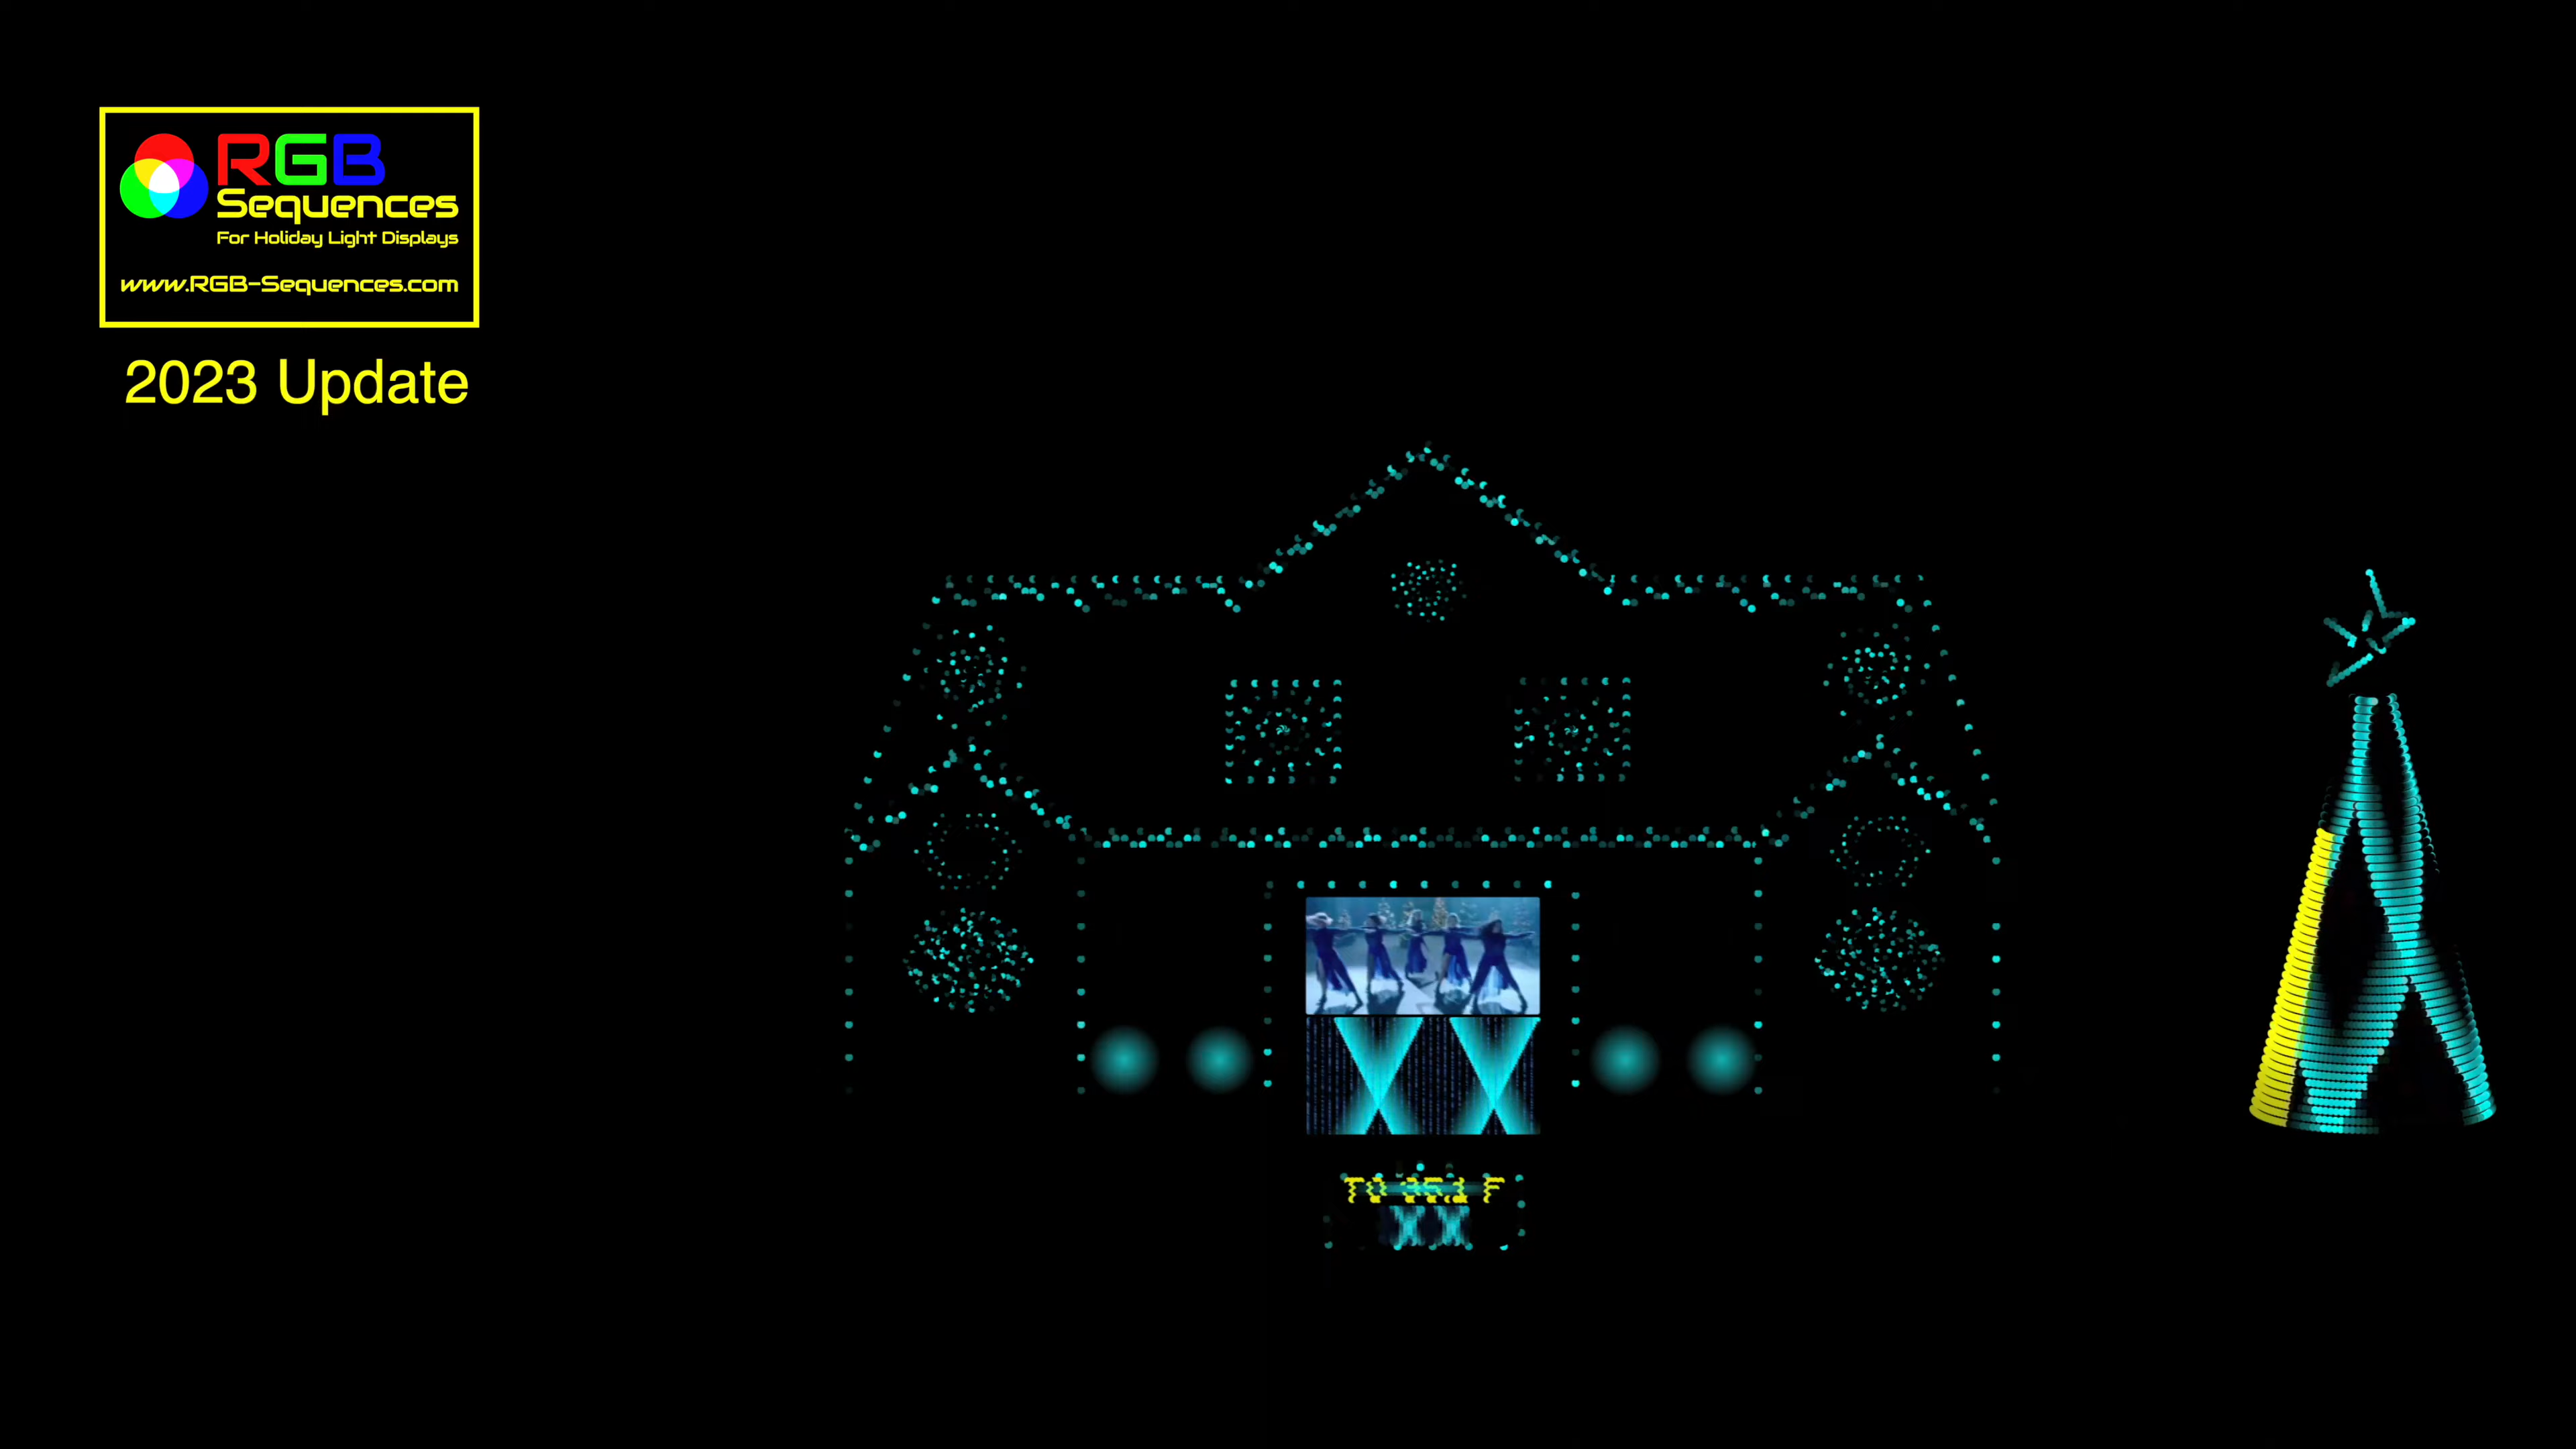 RGB
Sequences
For Holiday Light Displays
www.RGB-Sequences.com
2023 Update